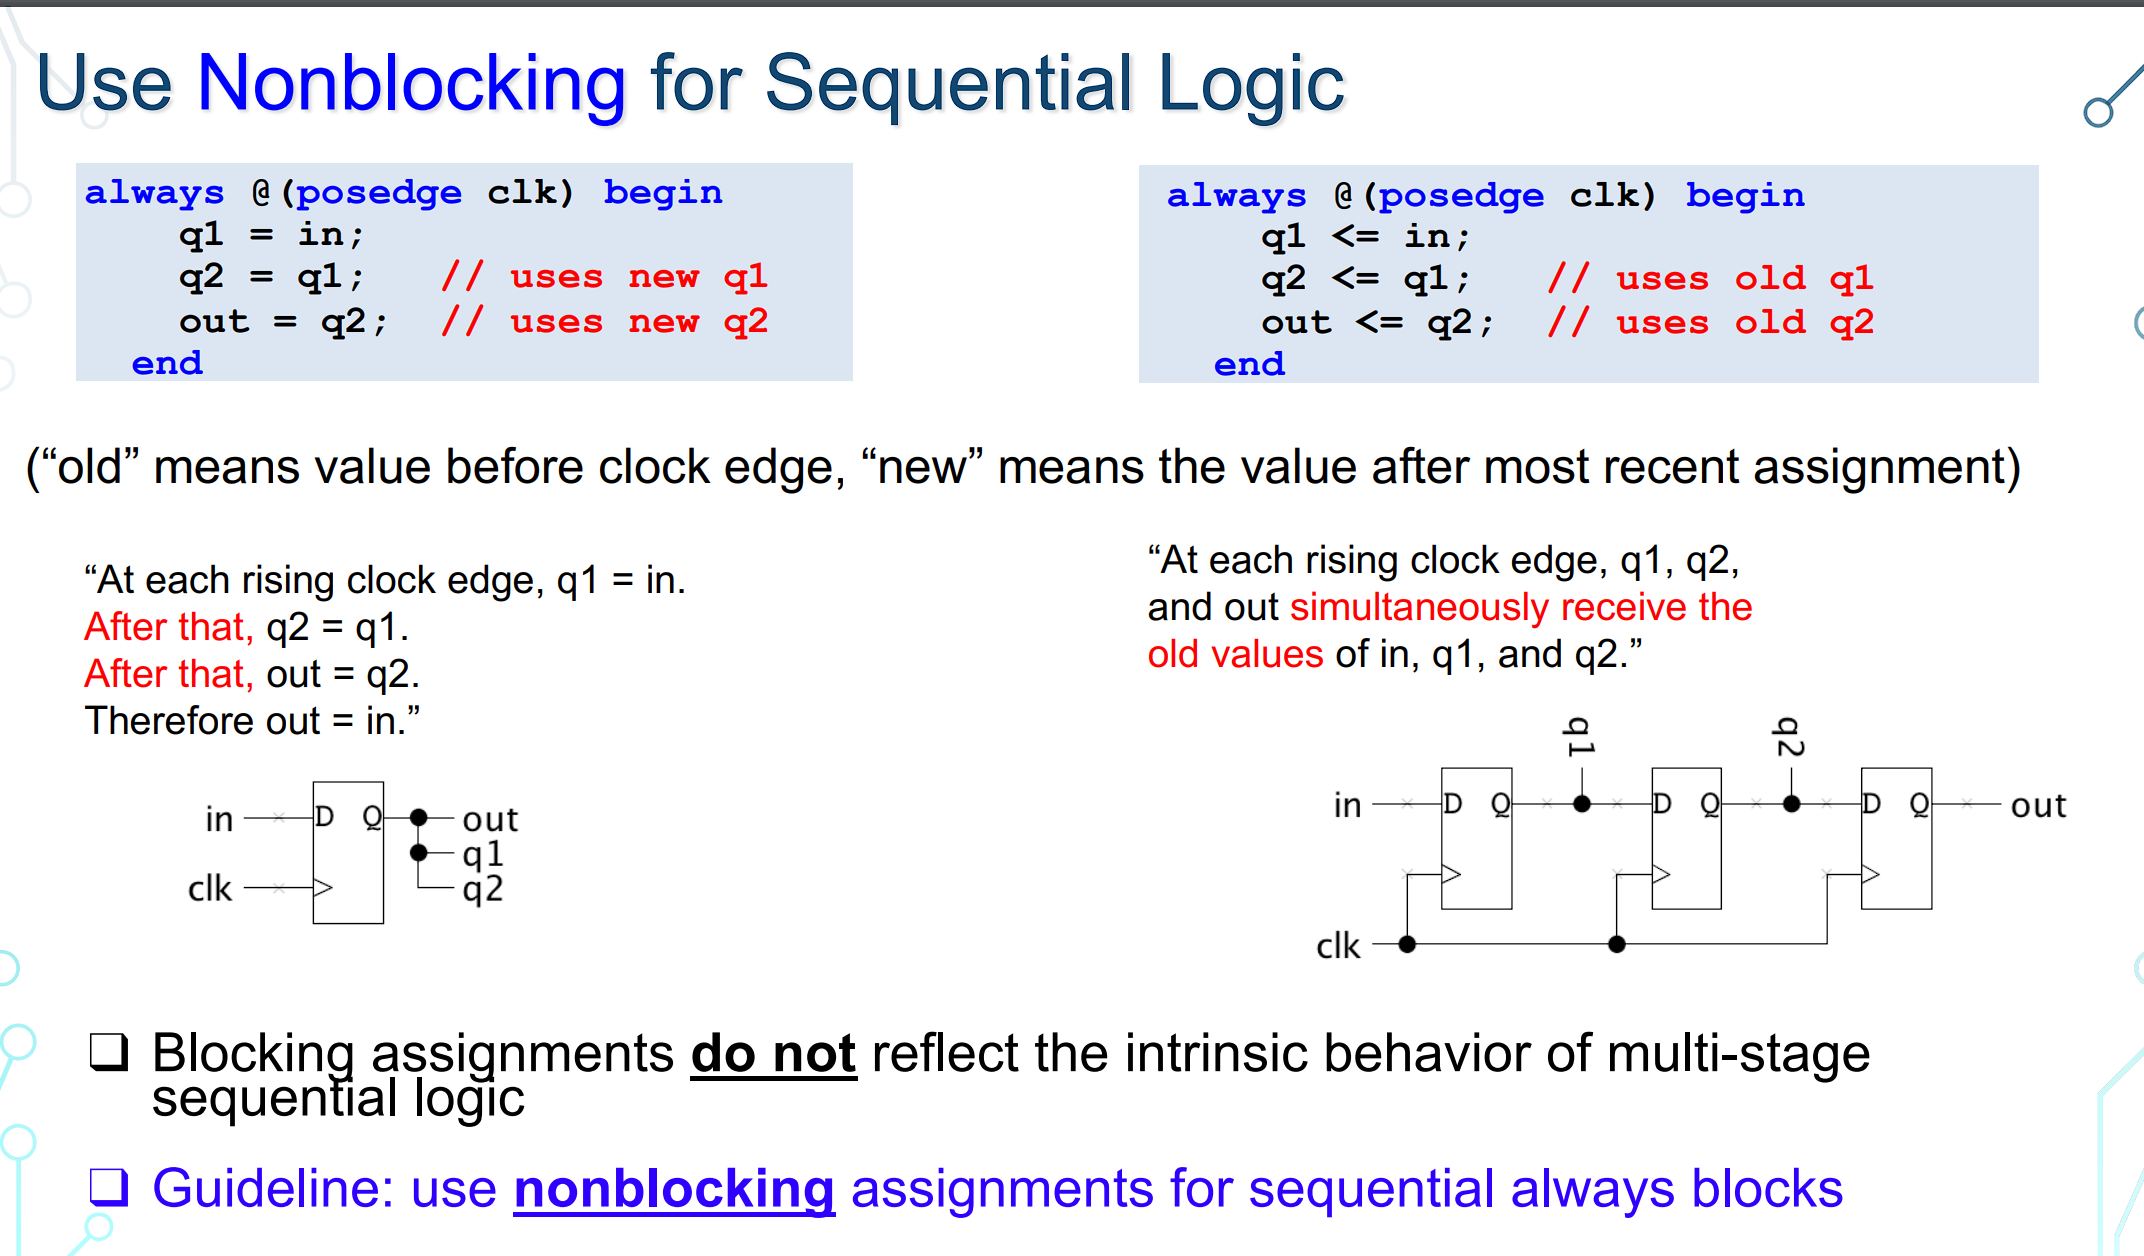 Use Nonblocking for Sequential Logic
always @(posedge clk) begin
q1 = in;
q2 = q1; // uses new q1
out = q2; // uses new q2
end
always @(posedge clk) begin
q1 <= in;
q2 <= q1; // uses old q1
out <= q2; // uses old q2
end
(“old” means value before clock edge, “new” means the value after most recent assignment)
“At each rising clock edge, q1 = in.
After that, q2 = q1.
After that, out = q2.
Therefore out = in.”
“At each rising clock edge, q1, q2,
and out simultaneously receive the
old values of in, q1, and q2.”
in D Q out
q1
clk q2
q1 q2
in D Q D Q D Q out
clk
❑ Blocking assignments do not reflect the intrinsic behavior of multi-stage
sequential logic
❑ Guideline: use nonblocking assignments for sequential always blocks